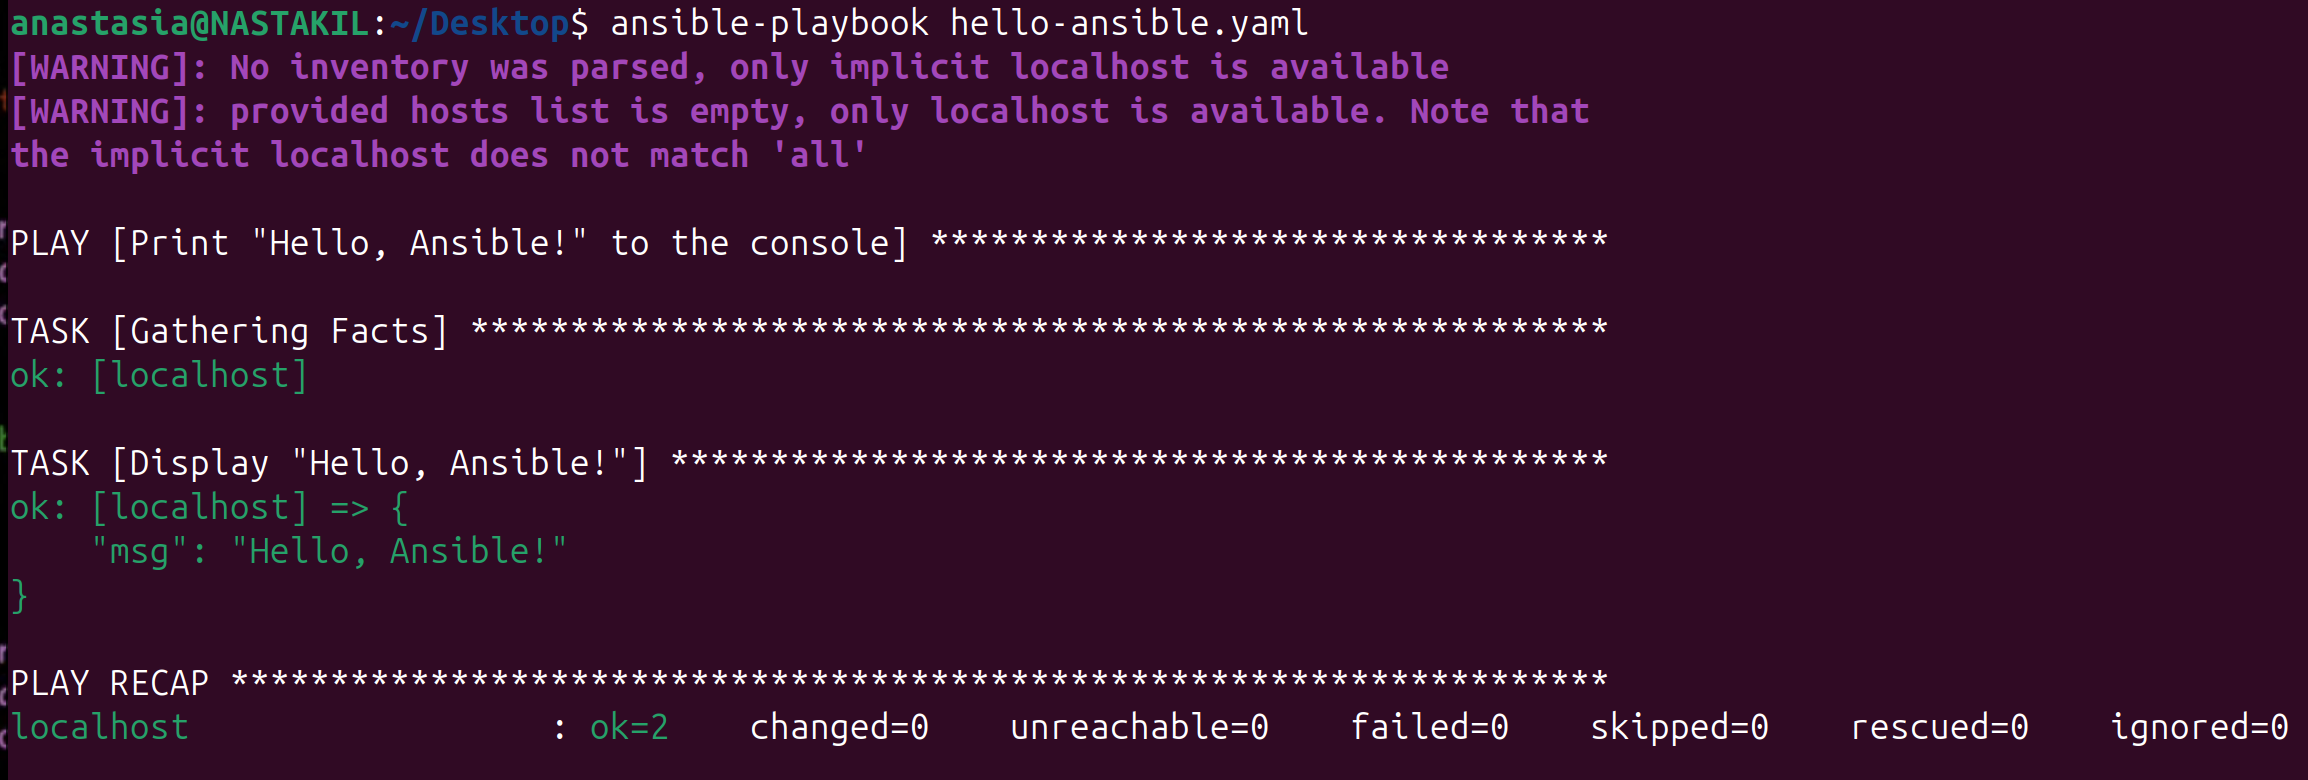 anastasia@NASTAKIL:~/Desktop$ ansible-playbook hello-ansible.yaml
[WARNING]: No inventory was parsed, only implicit localhost is available
[WARNING]: provided hosts list is empty, only localhost is available. Note that
the implicit localhost does not match 'all'
PLAY [Print "Hello, Ansible!" to the console] **********************************
TASK [Gathering Facts] *********************************************************
ok: [localhost]
TASK [Display "Hello, Ansible!"] ***********************************************
ok: [localhost] => {
    "msg": "Hello, Ansible!"
}
PLAY RECAP *********************************************************************
localhost                  : ok=2    changed=0    unreachable=0    failed=0    skipped=0    rescued=0    ignored=0